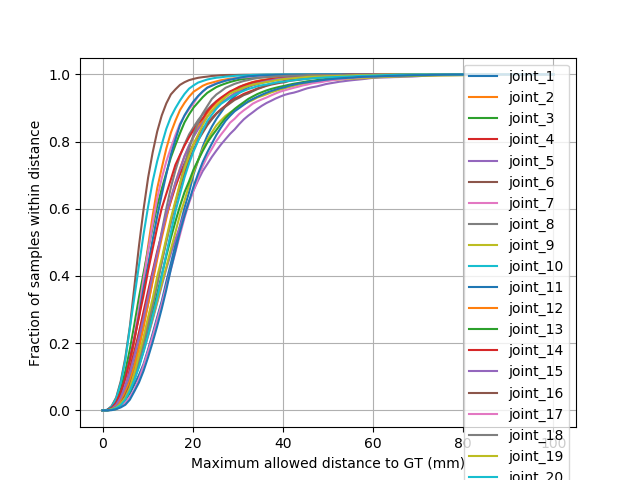 1.0
0.8
0.6
0.4
0.2
0.0
Fraction of samples within distance
0 20 40 60 80 100
Maximum allowed distance to GT (mm)
joint_1
joint_2
joint_3
joint_4
joint_5
joint_6
joint_7
joint_8
joint_9
joint_10
joint_11
joint_12
joint_13
joint_14
joint_15
joint_16
joint_17
joint_18
joint_19
joint_20